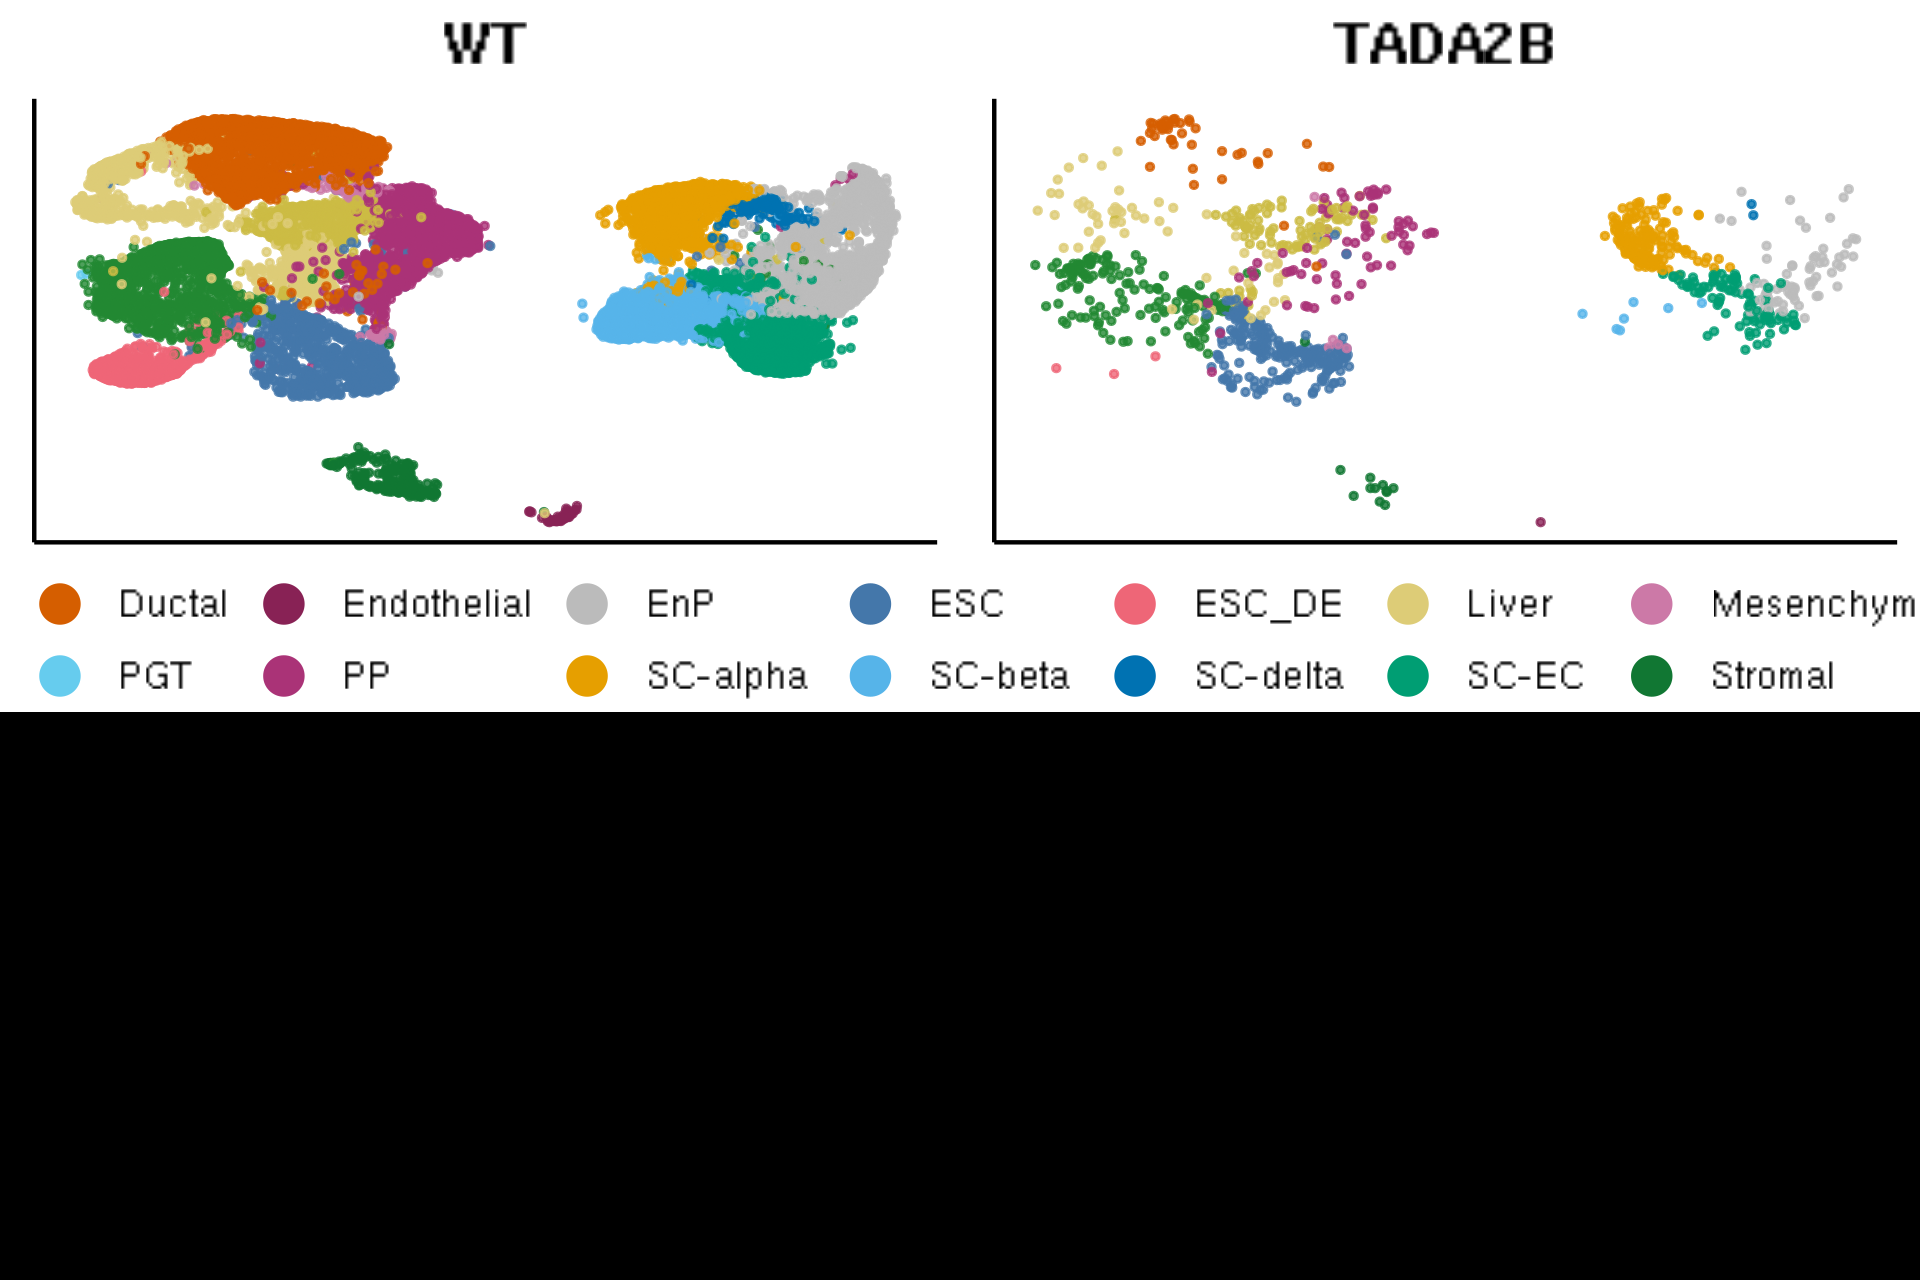 WT TADA2B
Ductal Endothelial EnP ESC ESC_DE Liver Mesenchym
PGT PP SC-alpha SC-beta SC-delta SC-EC Stromal